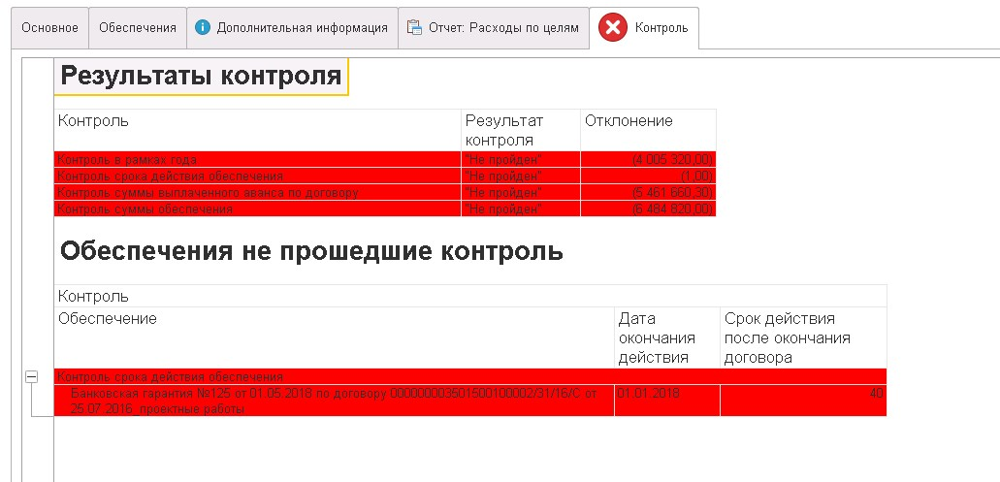 Основное Обеспечения Дополнительная информация Отчет: Расходы по целям Контроль
Результаты контроля
Контроль Результат контроля Отклонение
Контроль в рамках года "Не пройден" (4 005 320,00)
Контроль срока действия обеспечения "Не пройден" (1,00)
Контроль суммы выплаченного аванса по договору "Не пройден" (5 461 660,30)
Контроль суммы обеспечения "Не пройден" (6 484 820,00)
Обеспечения не прошедшие контроль
Контроль
Обеспечение Дата окончания действия Срок действия после окончания договора
Контроль срока действия обеспечения
Банковская гарантия №125 от 01.05.2018 по договору 000000003501500100002/31/16/С от 01.01.2018 40
25.07.2016_проектные работы